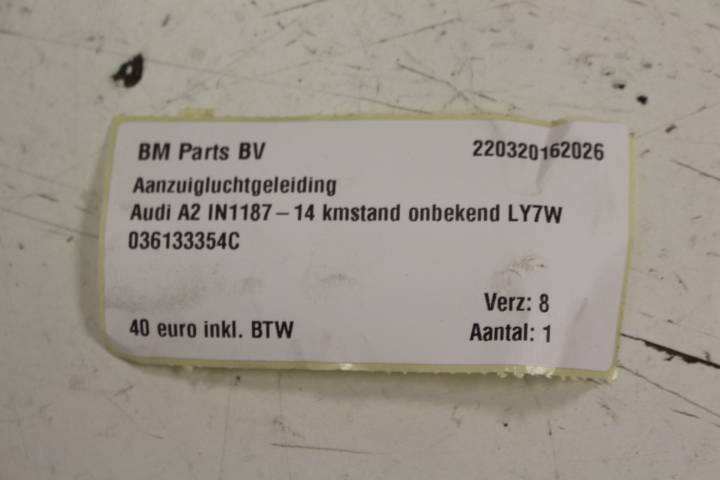 BM Parts BV 220320162026
Aanzuigluchtgeleiding
Audi A2 IN1187 – 14 kmstand onbekend LY7W
036133354C
Verz: 8
40 euro inkl. BTW Aantal: 1